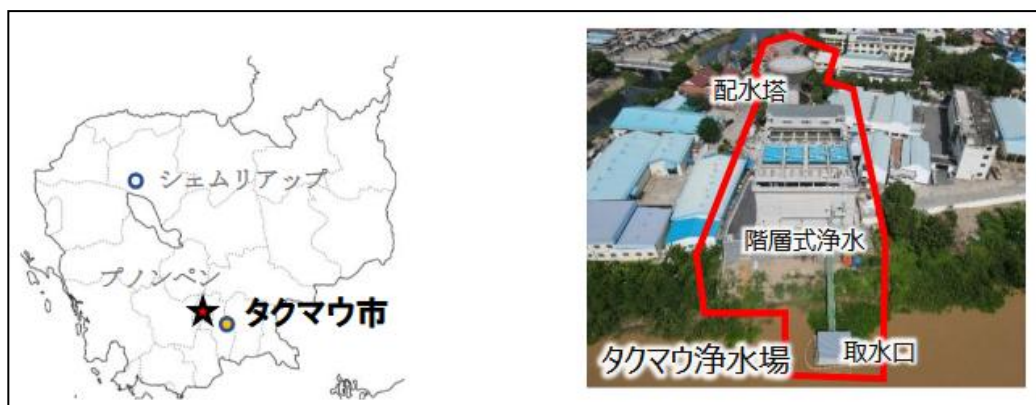 シェムリアップ
プノンペン
タクマウ市
配水塔
階層式浄水
タクマウ浄水場
取水口